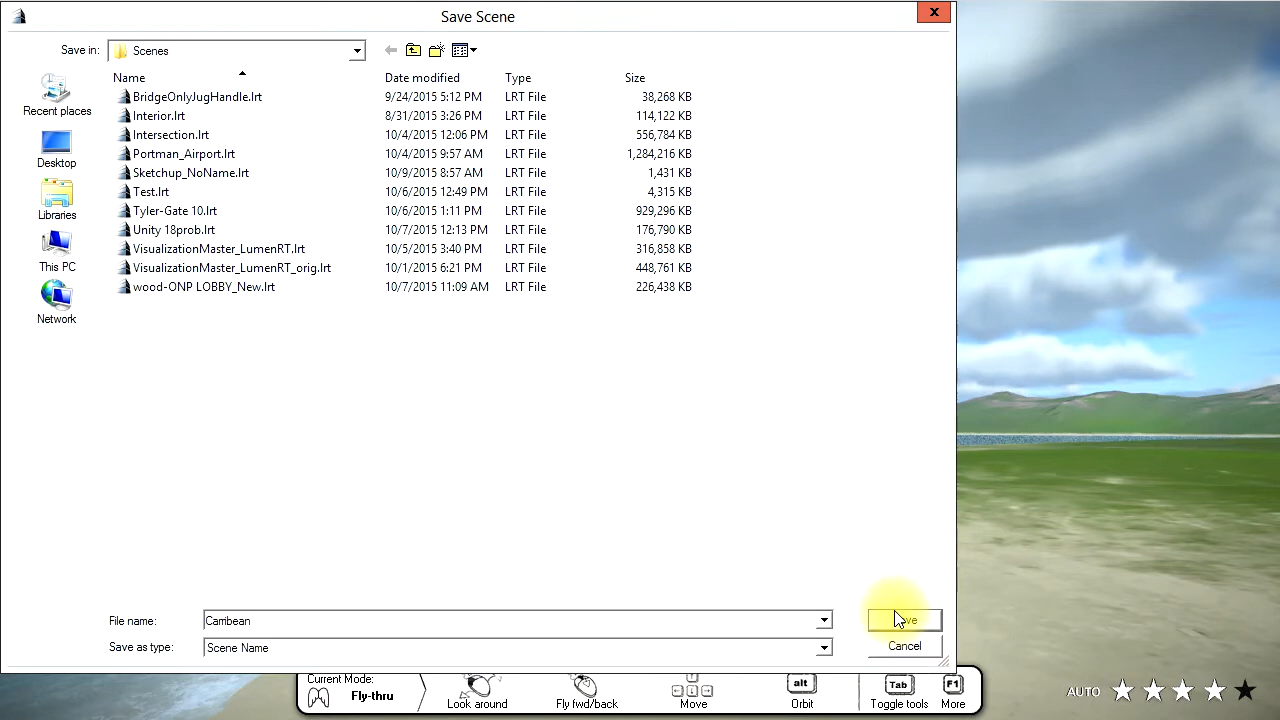 Save Scene
X
Save in: Scenes
Name Date modified Type Size
BridgeOnlyJugHandle.lrt 9/24/2015 5:12 PM LRT File 38,268 KB
Interior.lrt 8/31/2015 3:26 PM LRT File 114,122 KB
Intersection.lrt 10/4/2015 12:06 PM LRT File 556,784 KB
Portman_Airport.lrt 10/4/2015 9:57 AM LRT File 1,284,216 KB
Sketchup_NoName.lrt 10/9/2015 8:57 AM LRT File 1,431 KB
Test.lrt 10/6/2015 12:49 PM LRT File 4,315 KB
Tyler-Gate 10.lrt 10/6/2015 1:11 PM LRT File 929,296 KB
Unity 18prob.lrt 10/7/2015 12:13 PM LRT File 176,790 KB
VisualizationMaster_LumenRT.lrt 10/5/2015 3:40 PM LRT File 316,858 KB
VisualizationMaster_LumenRT_orig.lrt 10/1/2015 6:21 PM LRT File 448,761 KB
wood-ONP LOBBY_New.lrt 10/7/2015 11:09 AM LRT File 226,438 KB
Recent places
Desktop
Libraries
This PC
Network
File name: Carribean
Save as type: Scene Name
Cancel
Current Mode:
Fly-thru
Look around
Fly fwd/back
Move
alt
Orbit
Tab
Toggle tools
F1
More
AUTO